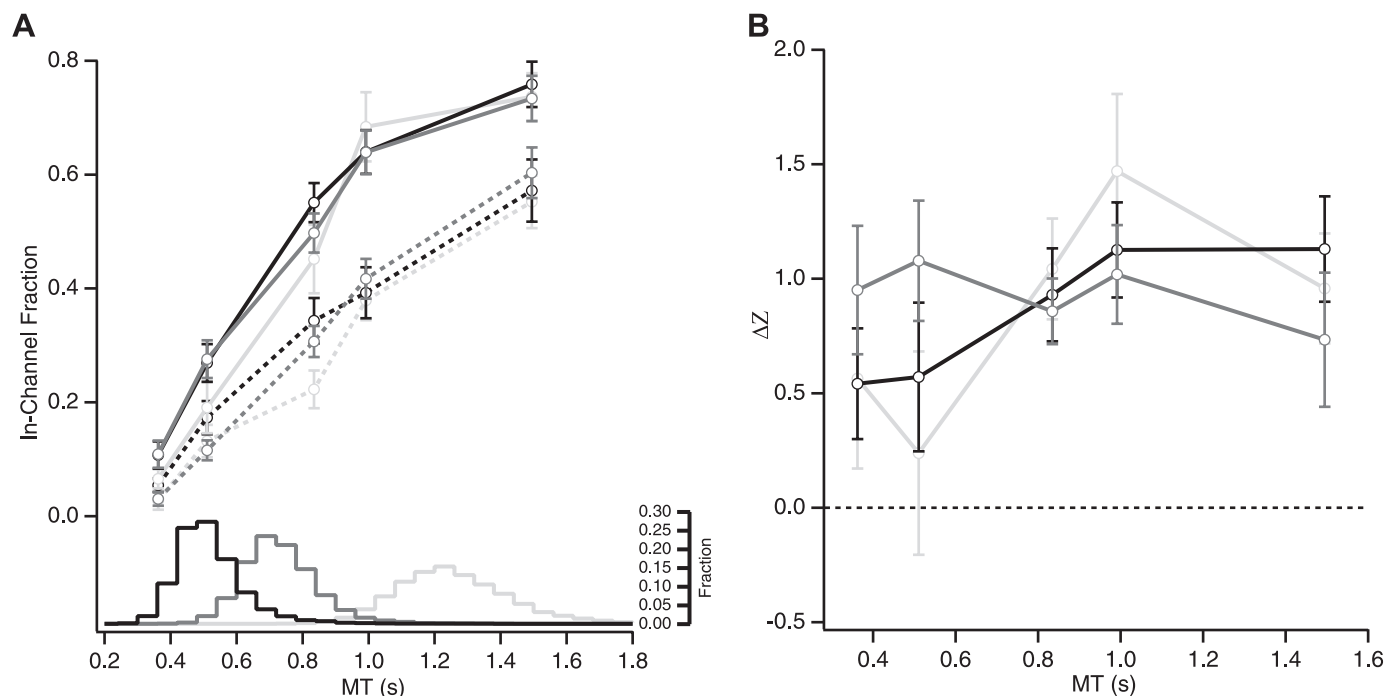 A
In-Channel Fraction
0.8
0.6
0.4
0.2
0.0
0.30
0.25
0.20
0.15
0.10
0.05
0.00
Fraction
0.2 0.4 0.6 0.8 1.0 1.2 1.4 1.6 1.8
MT (s)
B
ΔZ
2.0
1.5
1.0
0.5
0.0
-0.5
0.4 0.6 0.8 1.0 1.2 1.4 1.6
MT (s)